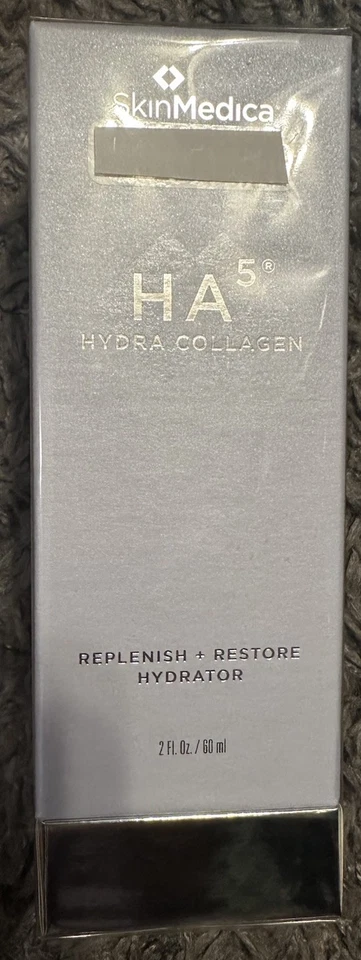 SkinMedica
HA5®
HYDRA COLLAGEN
REPLENISH + RESTORE
HYDRATOR
2 Fl. Oz. / 60 ml